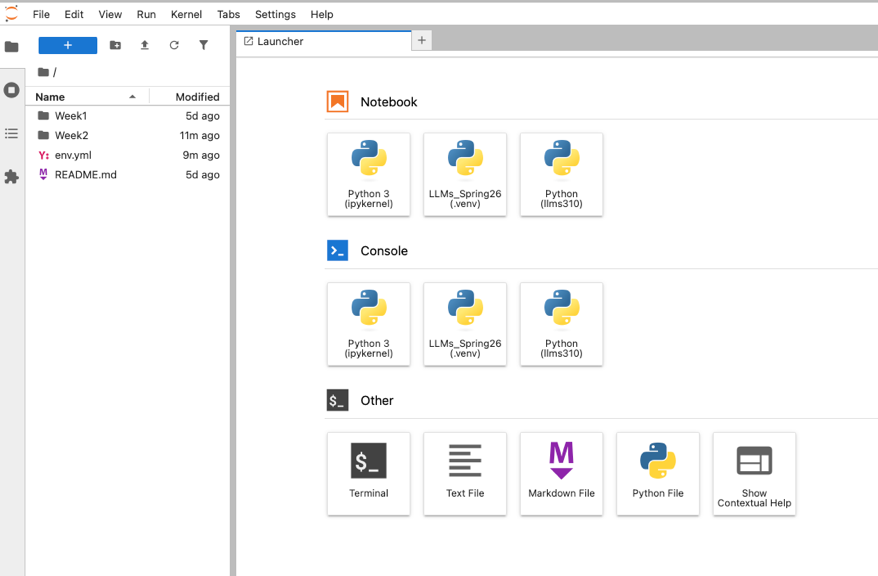 File Edit View Run Kernel Tabs Settings Help
+
Launcher
+
/
Name Modified
Week1 5d ago
Week2 11m ago
Y: env.yml 9m ago
M README.md 5d ago
Notebook
Python 3
(ipykernel)
LLMs_Spring26
(.venv)
Python
(llms310)
Console
Python 3
(ipykernel)
LLMs_Spring26
(.venv)
Python
(llms310)
$_ Other
$_
Terminal
Text File
M
Markdown File
Python File
Show
Contextual Help